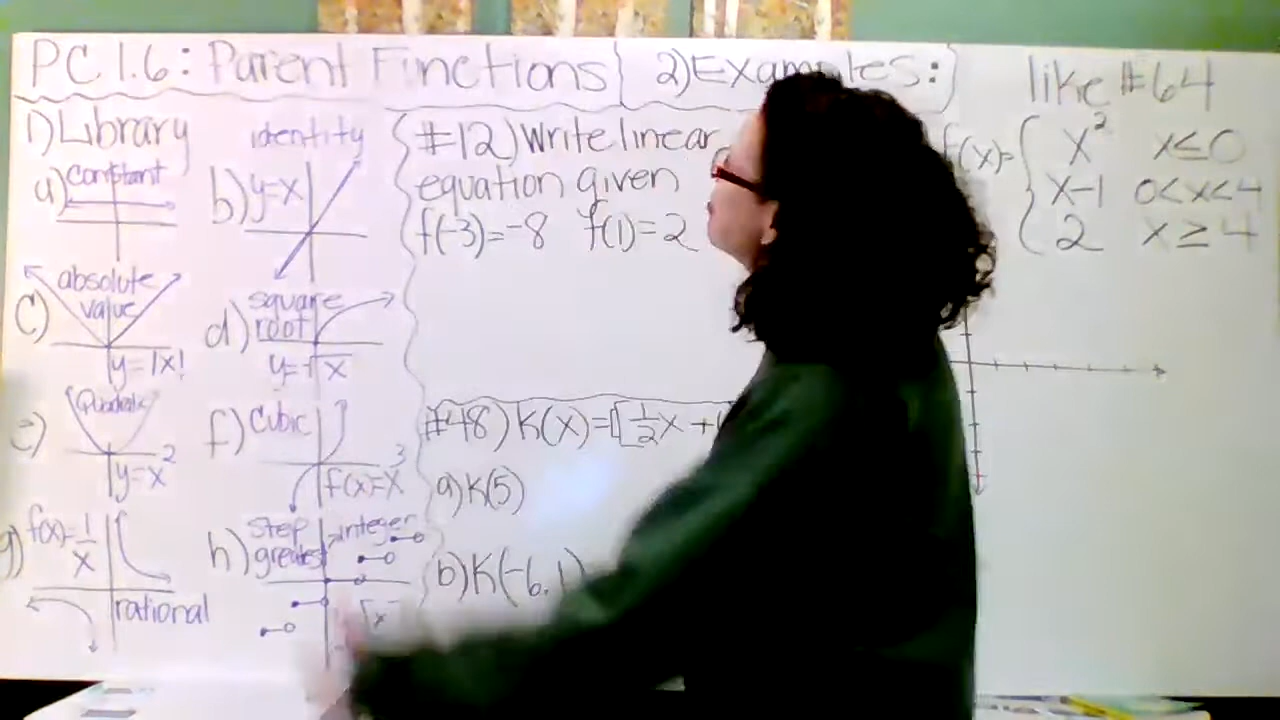 PC 1.6: Parent Functions
1) Library
a) constant
identity
b) y=x
c) absolute value
y=|x|
d) square root
y=√x
e) Quadratic
y=x²
f) cubic
f(x)=x³
g) f(x)=1/x
rational
h) step
greatest integer
[x]
2) Examples:
#12) Write linear
equation given
f(-3)=-8 f(1)=2
#48) K(x)=[[1/2x +
a) K(5)
b) K(-6.1)
like #64
f(x)= { x² x≤0
x-1 0<x<4
2 x≥4